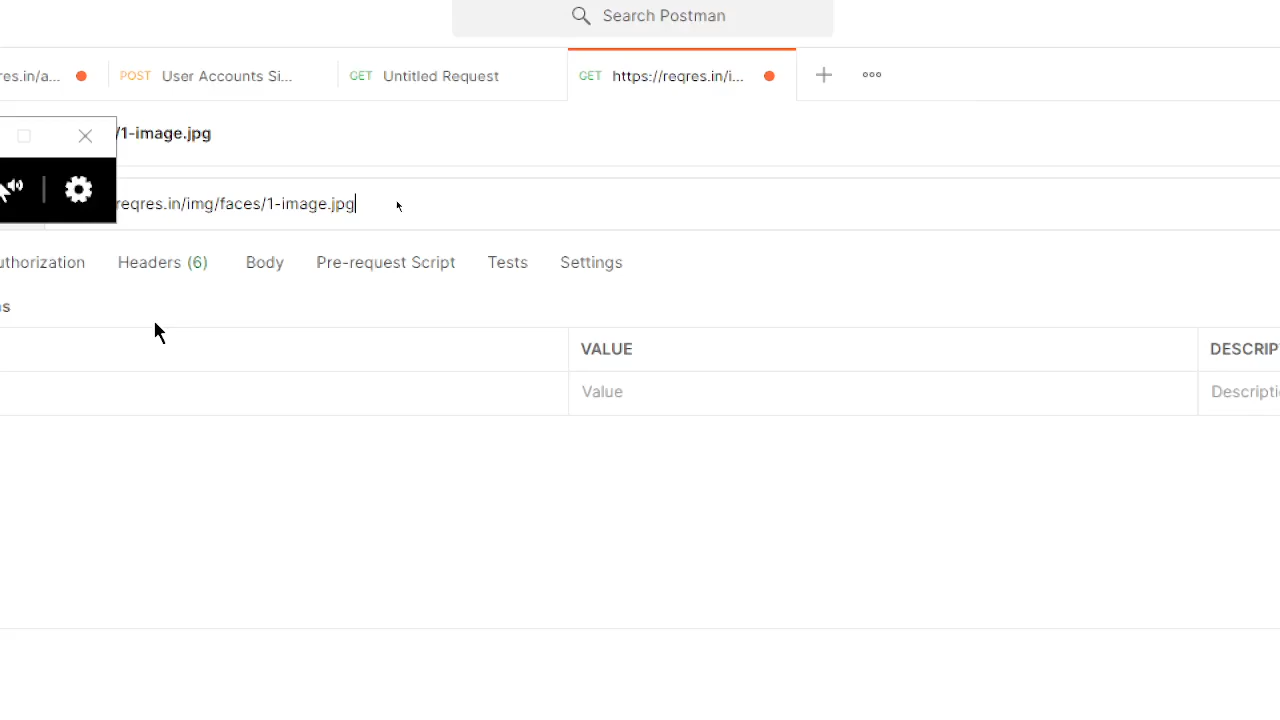 Search Postman
res.in/a... POST User Accounts Si... GET Untitled Request GET https://reqres.in/i...
/1-image.jpg
reqres.in/img/faces/1-image.jpg
uthorization Headers (6) Body Pre-request Script Tests Settings
s
VALUE DESCRIP
Value Descripti